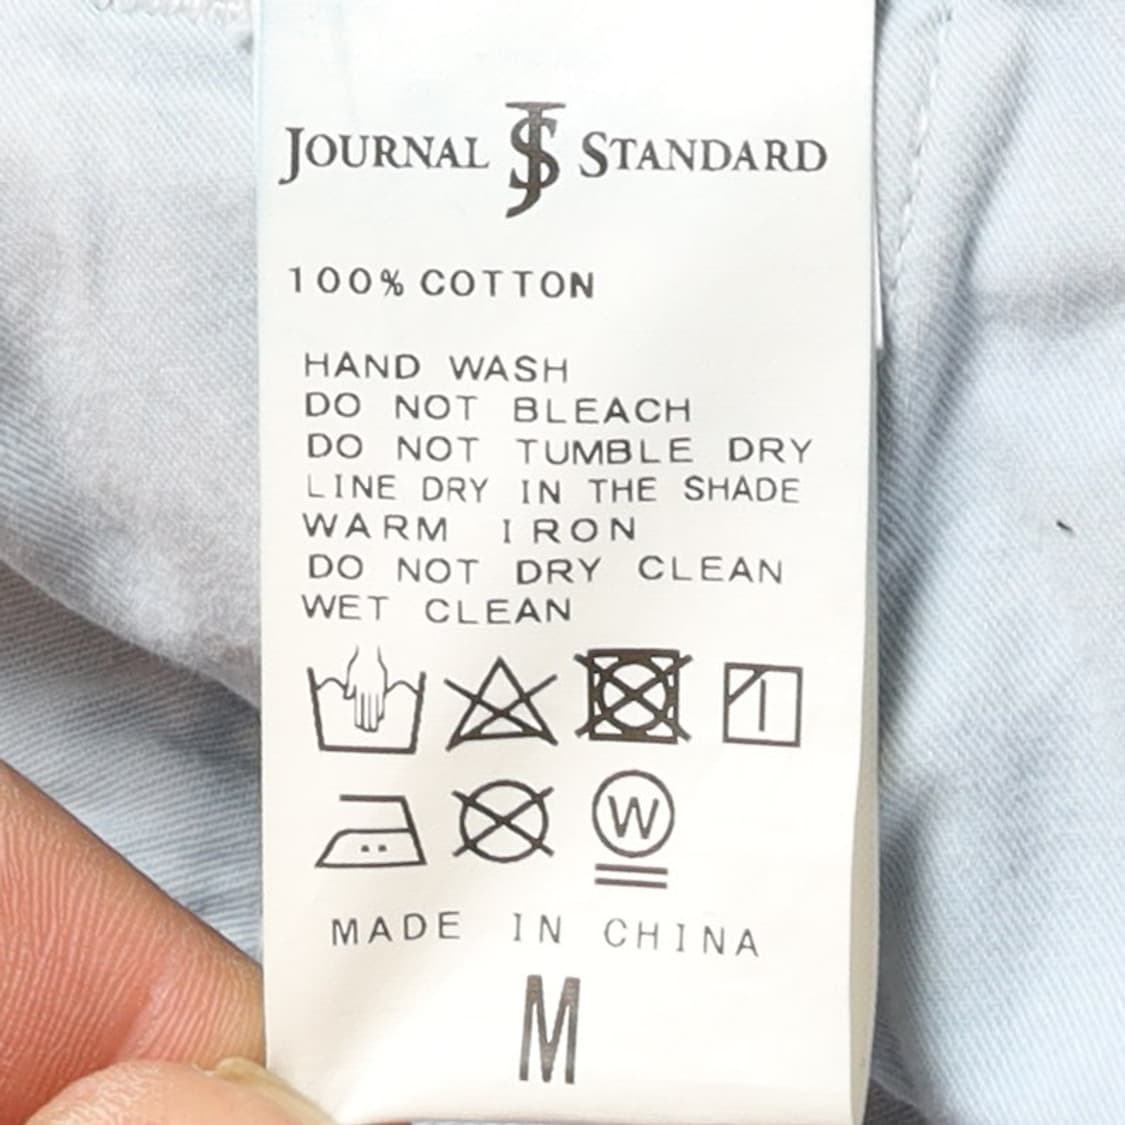 JOURNAL JS STANDARD
100% COTTON
HAND WASH
DO NOT BLEACH
DO NOT TUMBLE DRY
LINE DRY IN THE SHADE
WARM IRON
DO NOT DRY CLEAN
WET CLEAN
W
MADE IN CHINA
M